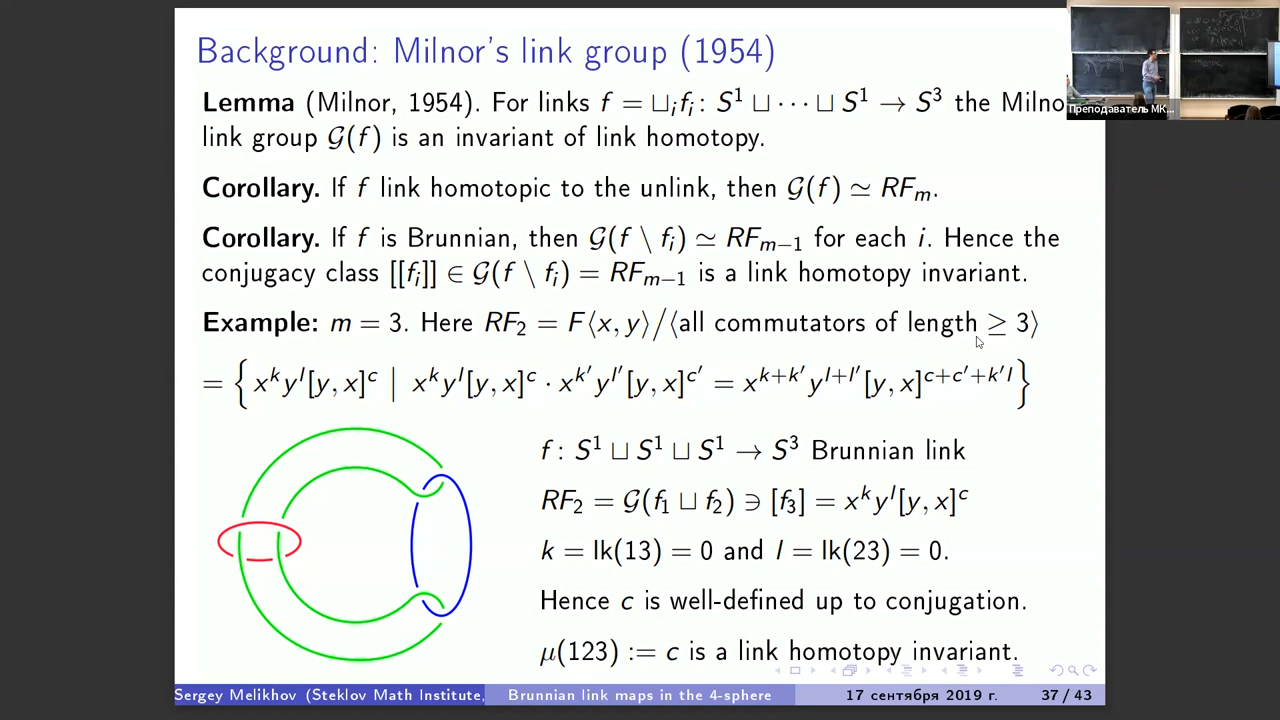 Background: Milnor's link group (1954)
Lemma (Milnor, 1954). For links f = ⊔ᵢfᵢ : S¹ ⊔ ⋯ ⊔ S¹ → S³ the Milno
link group 𝒢(f) is an invariant of link homotopy.
Corollary. If f link homotopic to the unlink, then 𝒢(f) ≃ RFₘ.
Corollary. If f is Brunnian, then 𝒢(f \ fᵢ) ≃ RFₘ₋₁ for each i. Hence the
conjugacy class [[fᵢ]] ∈ 𝒢(f \ fᵢ) = RFₘ₋₁ is a link homotopy invariant.
Example: m = 3. Here RF₂ = F⟨x, y⟩/⟨all commutators of length ≥ 3⟩
= { xᵏyˡ[y, x]ᶜ | xᵏyˡ[y, x]ᶜ · xᵏ′yˡ′[y, x]ᶜ′ = xᵏ⁺ᵏ′yˡ⁺ˡ′[y, x]ᶜ⁺ᶜ′⁺ᵏ′ˡ }
f : S¹ ⊔ S¹ ⊔ S¹ → S³ Brunnian link
RF₂ = 𝒢(f₁ ⊔ f₂) ∋ [f₃] = xᵏyˡ[y, x]ᶜ
k = lk(13) = 0 and l = lk(23) = 0.
Hence c is well-defined up to conjugation.
μ(123) := c is a link homotopy invariant.
Sergey Melikhov (Steklov Math Institute,
Brunnian link maps in the 4-sphere
17 сентября 2019 г.
37 / 43
Преподаватель МК...